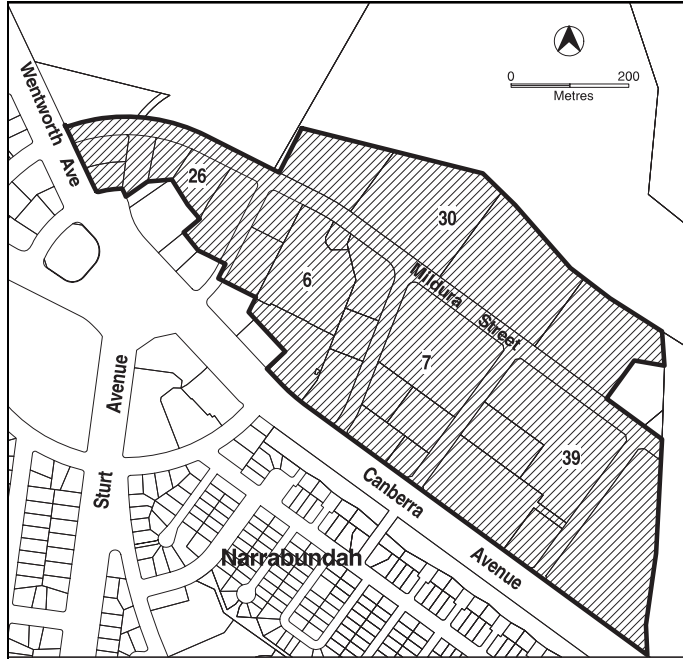 0 200
Metres
Wentworth Ave
26
30
6
Mildura Street
7
Avenue
39
Canberra
Sturt
Avenue
Narrabundah